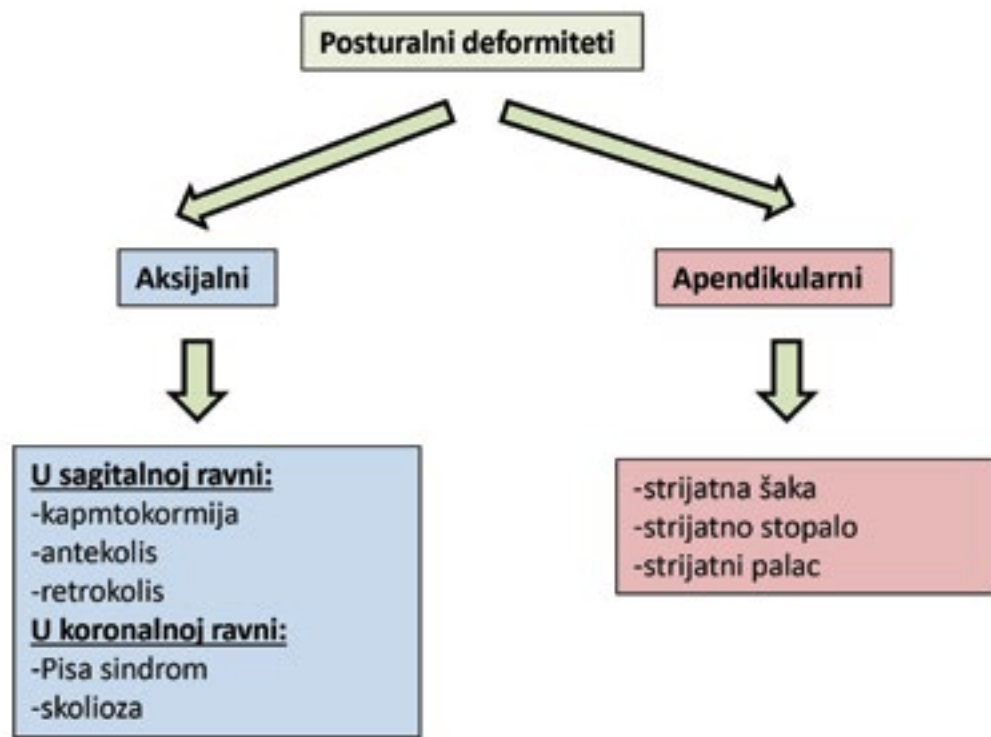 Posturalni deformiteti
Aksijalni
Apendikularni
U sagitalnoj ravni:
-kapmtokormija
-antekolis
-retrokolis
U koronalnoj ravni:
-Pisa sindrom
-skolioza
-strijatna šaka
-strijatno stopalo
-strijatni palac